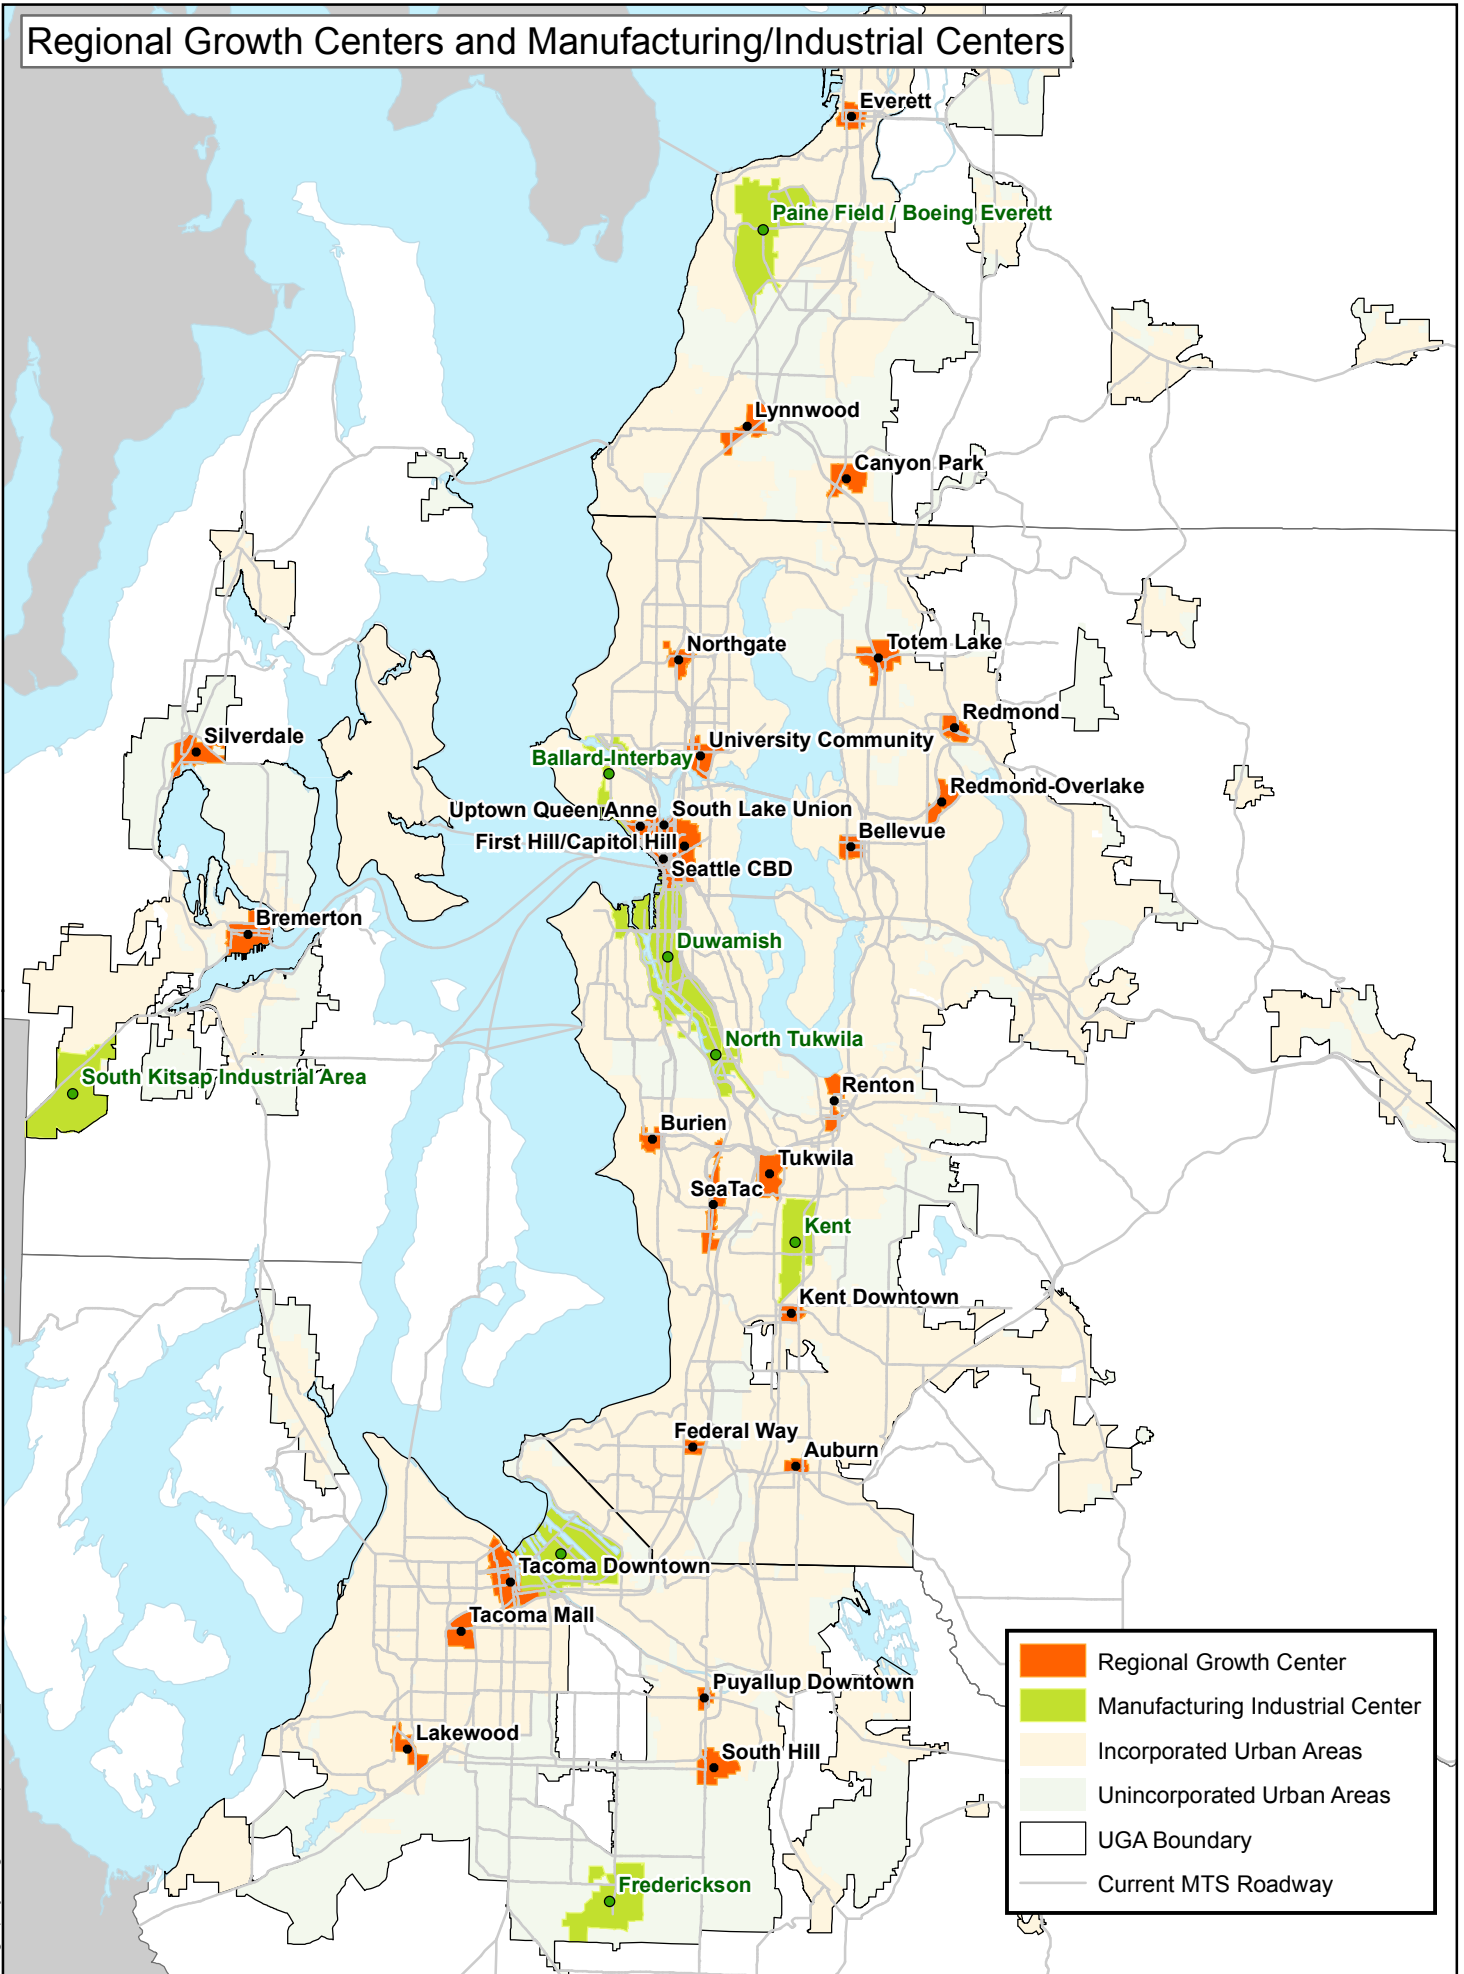 Regional Growth Centers and Manufacturing/Industrial Centers
Everett
Paine Field / Boeing Everett
Lynnwood
Canyon Park
Northgate
Totem Lake
Redmond
Silverdale
University Community
Ballard-Interbay
Redmond-Overlake
Uptown Queen Anne
South Lake Union
Bellevue
First Hill/Capitol Hill
Seattle CBD
Bremerton
Duwamish
North Tukwila
South Kitsap Industrial Area
Renton
Burien
Tukwila
SeaTac
Kent
Kent Downtown
Federal Way
Auburn
Tacoma Downtown
Tacoma Mall
Puyallup Downtown
Lakewood
South Hill
Frederickson
Regional Growth Center
Manufacturing Industrial Center
Incorporated Urban Areas
Unincorporated Urban Areas
UGA Boundary
Current MTS Roadway